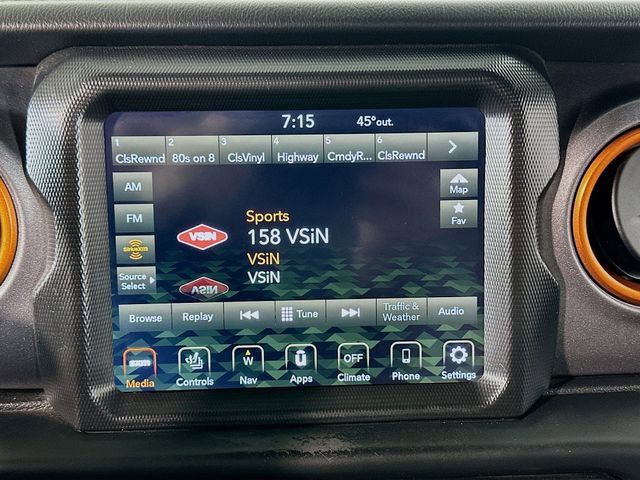 7:15 45°out.
1 2 3 4 5 6
ClsRewnd 80s on 8 ClsVinyl Highway CmdyR... ClsRewnd
AM
Map
FM
Fav
SiriusXM
Source
Select
VSiN
Sports
158 VSiN
VSiN
VSiN
Browse Replay Tune Traffic &
Weather Audio
W
OFF
Media Controls Nav Apps Climate Phone Settings